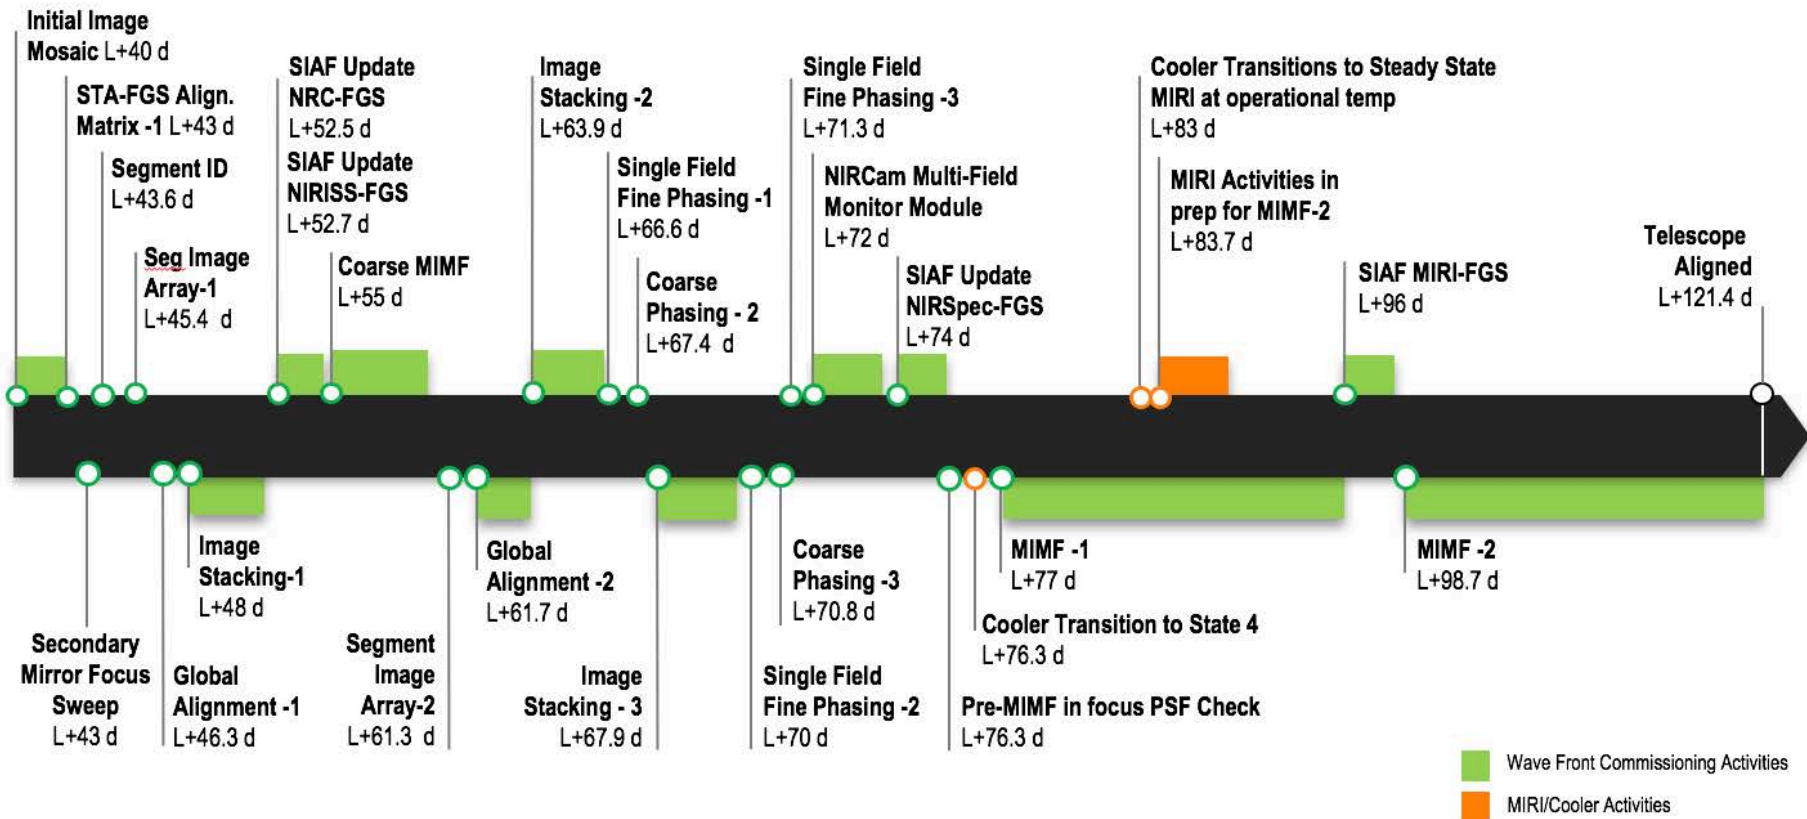 Initial Image
Mosaic L+40 d
STA-FGS Align.
Matrix -1 L+43 d
Segment ID
L+43.6 d
Seg Image
Array-1
L+45.4 d
SIAF Update
NRC-FGS
L+52.5 d
SIAF Update
NIRISS-FGS
L+52.7 d
Coarse MIMF
L+55 d
Image
Stacking -2
L+63.9 d
Single Field
Fine Phasing -1
L+66.6 d
Coarse
Phasing - 2
L+67.4 d
Single Field
Fine Phasing -3
L+71.3 d
NIRCam Multi-Field
Monitor Module
L+72 d
SIAF Update
NIRSpec-FGS
L+74 d
Cooler Transitions to Steady State
MIRI at operational temp
L+83 d
MIRI Activities in
prep for MIMF-2
L+83.7 d
SIAF MIRI-FGS
L+96 d
Telescope
Aligned
L+121.4 d
Secondary
Mirror Focus
Sweep
L+43 d
Global
Alignment -1
L+46.3 d
Image
Stacking-1
L+48 d
Segment
Image
Array-2
L+61.3 d
Global
Alignment -2
L+61.7 d
Image
Stacking - 3
L+67.9 d
Single Field
Fine Phasing -2
L+70 d
Coarse
Phasing -3
L+70.8 d
Pre-MIMF in focus PSF Check
L+76.3 d
Cooler Transition to State 4
L+76.3 d
MIMF -1
L+77 d
MIMF -2
L+98.7 d
Wave Front Commissioning Activities
MIRI/Cooler Activities